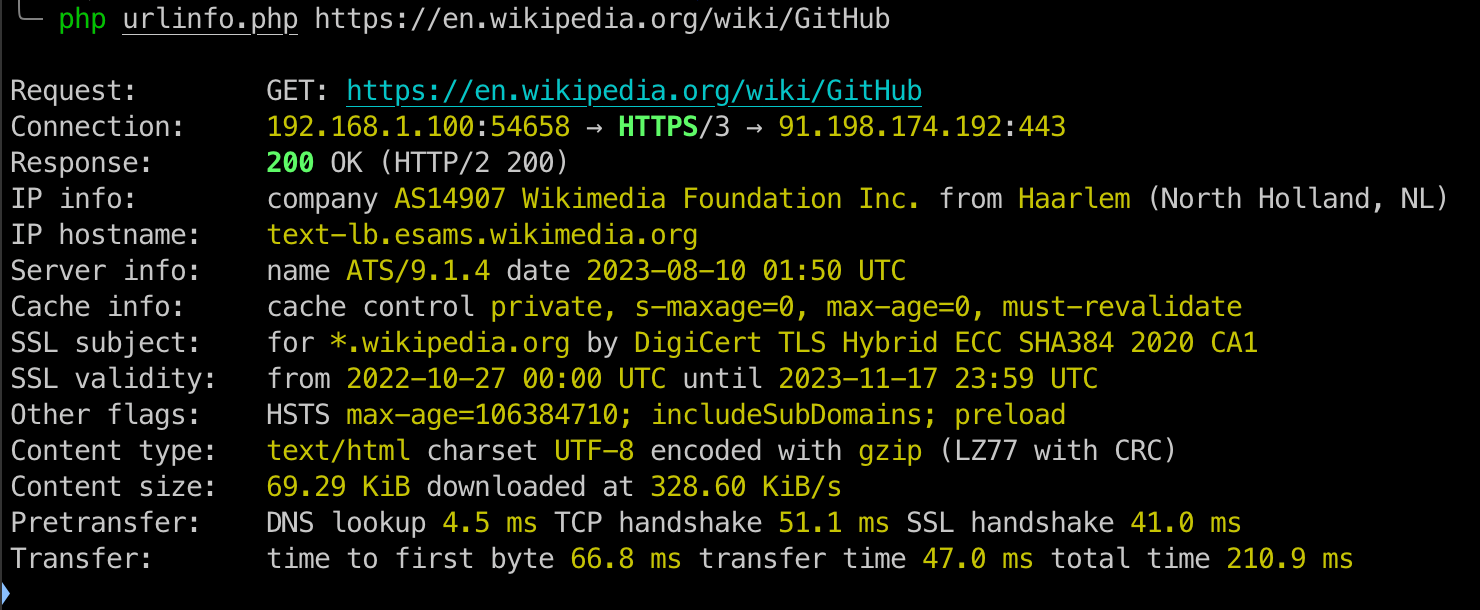 php urlinfo.php https://en.wikipedia.org/wiki/GitHub
Request: GET: https://en.wikipedia.org/wiki/GitHub
Connection: 192.168.1.100:54658 → HTTPS/3 → 91.198.174.192:443
Response: 200 OK (HTTP/2 200)
IP info: company AS14907 Wikimedia Foundation Inc. from Haarlem (North Holland, NL)
IP hostname: text-lb.esams.wikimedia.org
Server info: name ATS/9.1.4 date 2023-08-10 01:50 UTC
Cache info: cache control private, s-maxage=0, max-age=0, must-revalidate
SSL subject: for *.wikipedia.org by DigiCert TLS Hybrid ECC SHA384 2020 CA1
SSL validity: from 2022-10-27 00:00 UTC until 2023-11-17 23:59 UTC
Other flags: HSTS max-age=106384710; includeSubDomains; preload
Content type: text/html charset UTF-8 encoded with gzip (LZ77 with CRC)
Content size: 69.29 KiB downloaded at 328.60 KiB/s
Pretransfer: DNS lookup 4.5 ms TCP handshake 51.1 ms SSL handshake 41.0 ms
Transfer: time to first byte 66.8 ms transfer time 47.0 ms total time 210.9 ms